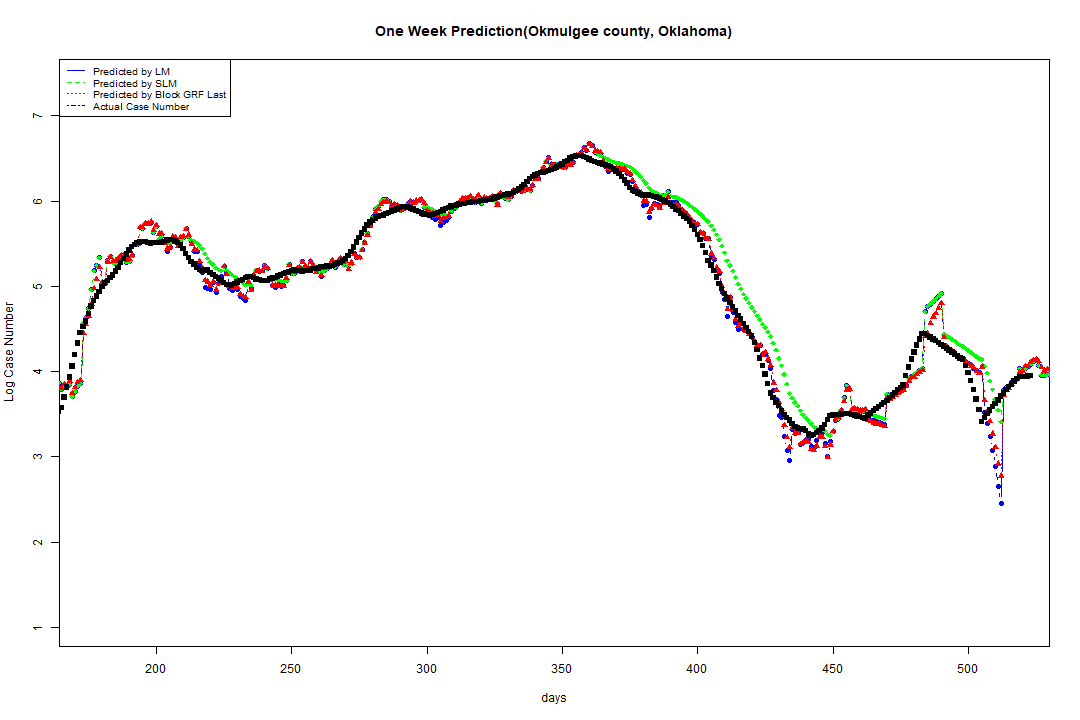 One Week Prediction(Okmulgee county, Oklahoma)
Predicted by LM
Predicted by SLM
Predicted by Block GRF Last
Actual Case Number
7
6
5
4
3
2
1
Log Case Number
200 250 300 350 400 450 500
days